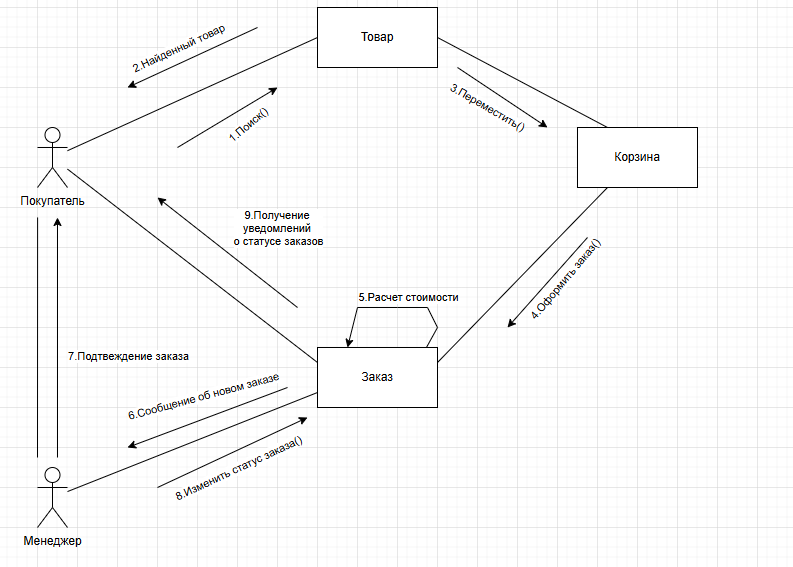 Товар
2.Найденный товар
1.Поиск()
3.Переместить()
Корзина
Покупатель
9.Получение
уведомлений
о статусе заказов
4.Оформить заказ()
5.Расчет стоимости
7.Подтвеждение заказа
Заказ
6.Сообщение об новом заказе
8.Изменить статус заказа()
Менеджер